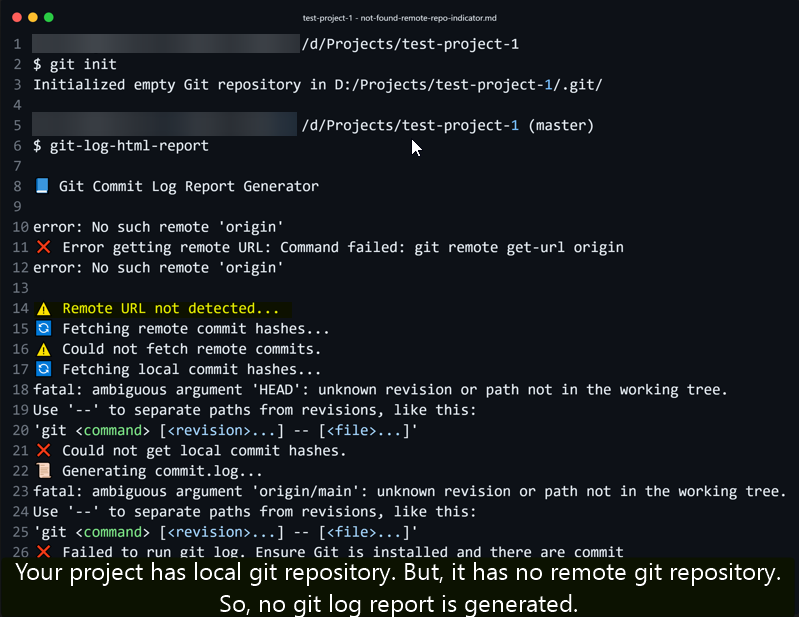 test-project-1 - not-found-remote-repo-indicator.md
1 /d/Projects/test-project-1
2 $ git init
3 Initialized empty Git repository in D:/Projects/test-project-1/.git/
4
5 /d/Projects/test-project-1 (master)
6 $ git-log-html-report
7
8 📘 Git Commit Log Report Generator
9
10 error: No such remote 'origin'
11 ❌ Error getting remote URL: Command failed: git remote get-url origin
12 error: No such remote 'origin'
13
14 ⚠️ Remote URL not detected...
15 🔄 Fetching remote commit hashes...
16 ⚠️ Could not fetch remote commits.
17 🔄 Fetching local commit hashes...
18 fatal: ambiguous argument 'HEAD': unknown revision or path not in the working tree.
19 Use '--' to separate paths from revisions, like this:
20 'git <command> [<revision>...] -- [<file>...]'
21 ❌ Could not get local commit hashes.
22 📜 Generating commit.log...
23 fatal: ambiguous argument 'origin/main': unknown revision or path not in the working tree.
24 Use '--' to separate paths from revisions, like this:
25 'git <command> [<revision>...] -- [<file>...]'
26 ❌ Failed to run git log. Ensure Git is installed and there are commit
Your project has local git repository. But, it has no remote git repository.
So, no git log report is generated.